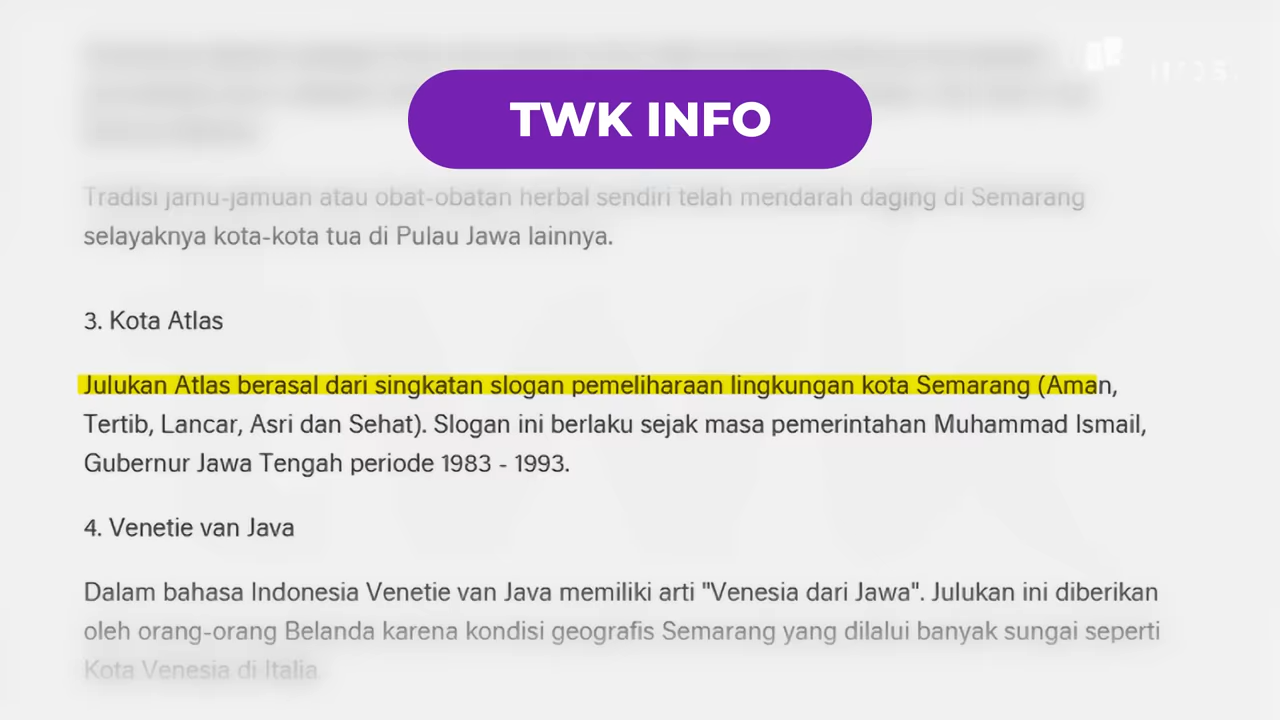 TWK INFO
Tradisi jamu-jamuan atau obat-obatan herbal sendiri telah mendarah daging di Semarang
selayaknya kota-kota tua di Pulau Jawa lainnya.
3. Kota Atlas
Julukan Atlas berasal dari singkatan slogan pemeliharaan lingkungan kota Semarang (Aman,
Tertib, Lancar, Asri dan Sehat). Slogan ini berlaku sejak masa pemerintahan Muhammad Ismail,
Gubernur Jawa Tengah periode 1983 - 1993.
4. Venetie van Java
Dalam bahasa Indonesia Venetie van Java memiliki arti "Venesia dari Jawa". Julukan ini diberikan
oleh orang-orang Belanda karena kondisi geografis Semarang yang dilalui banyak sungai seperti
Kota Venesia di Italia